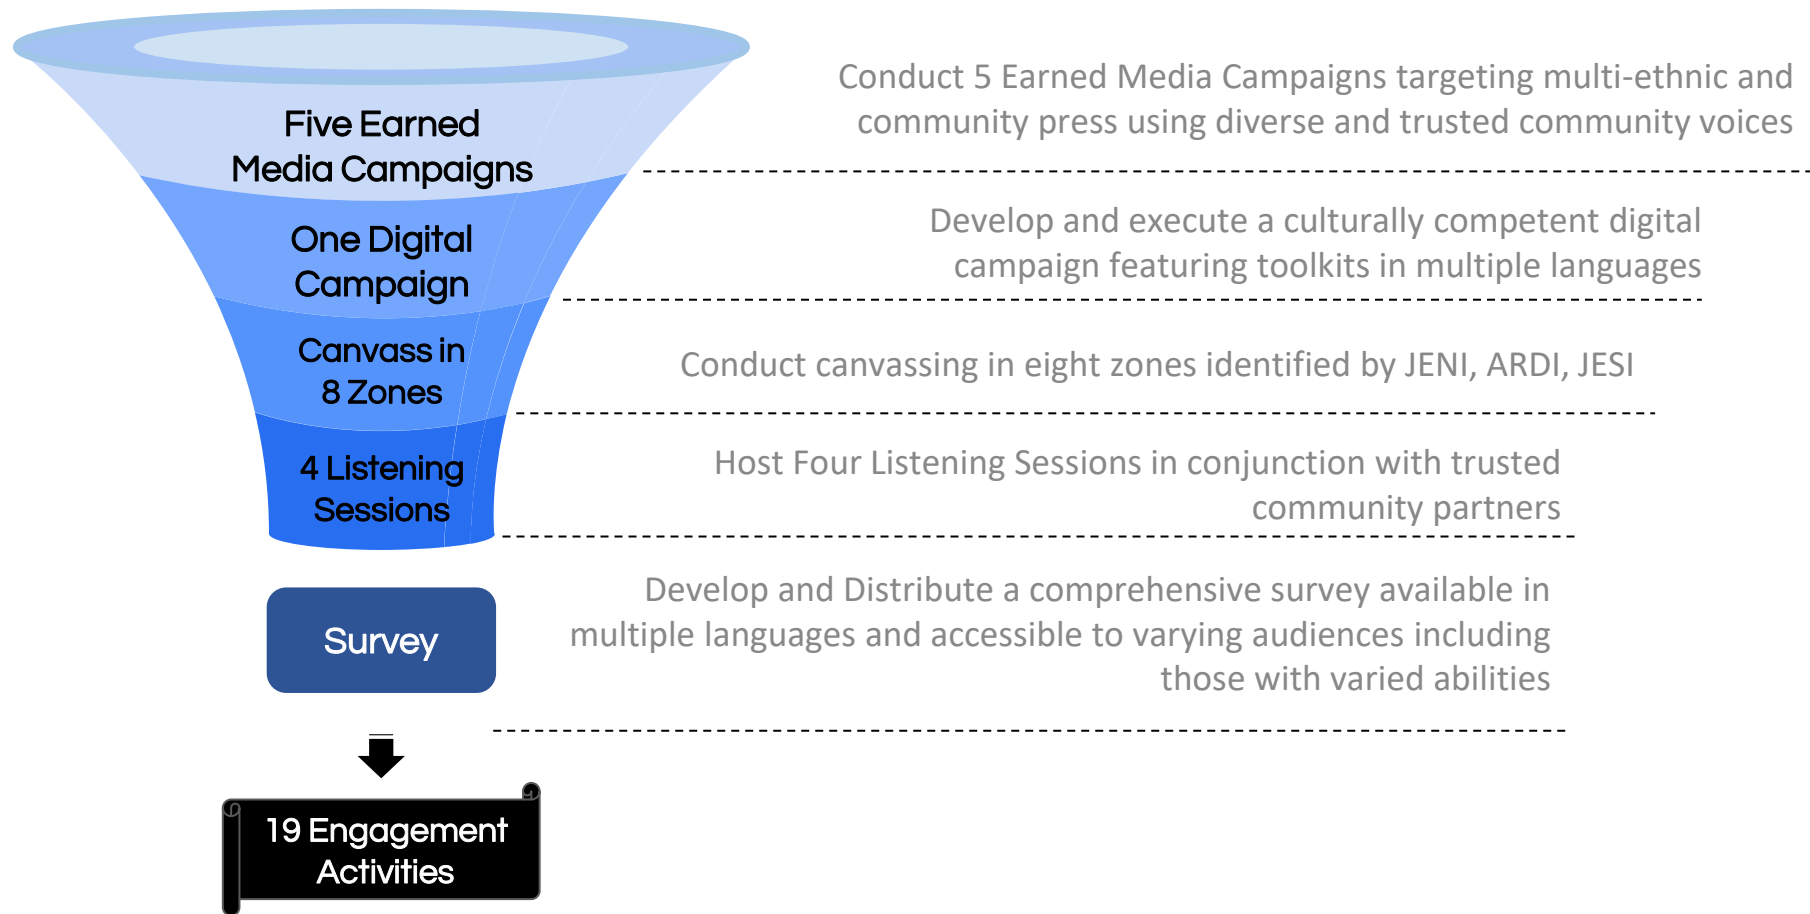 Five Earned
Media Campaigns
Conduct 5 Earned Media Campaigns targeting multi-ethnic and
community press using diverse and trusted community voices
One Digital
Campaign
Develop and execute a culturally competent digital
campaign featuring toolkits in multiple languages
Canvass in
8 Zones
Conduct canvassing in eight zones identified by JENI, ARDI, JESI
4 Listening
Sessions
Host Four Listening Sessions in conjunction with trusted
community partners
Survey
Develop and Distribute a comprehensive survey available in
multiple languages and accessible to varying audiences including
those with varied abilities
19 Engagement
Activities